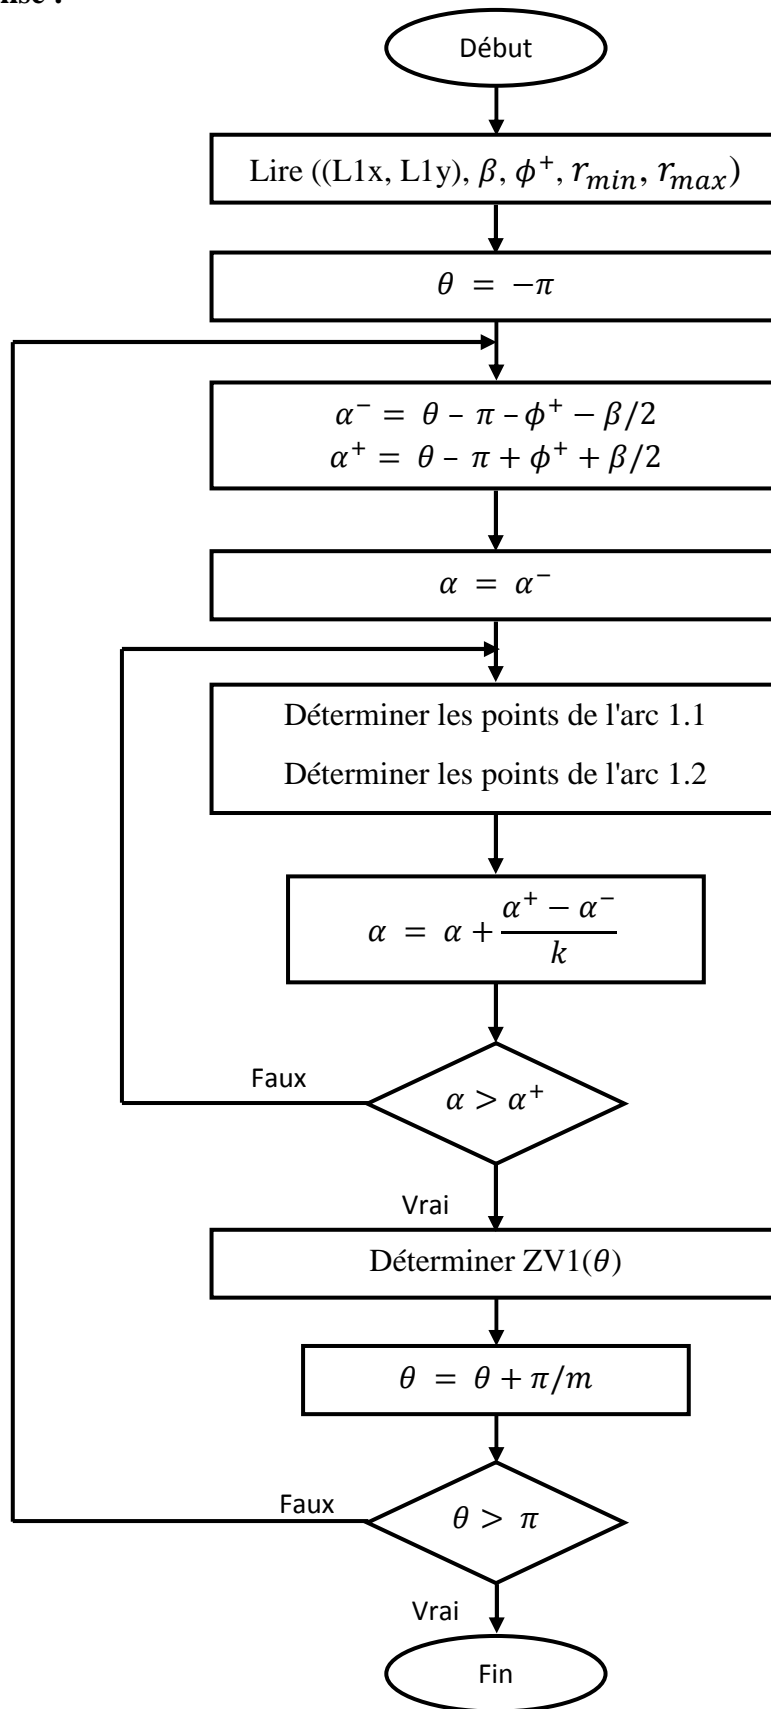 Début
Lire ((L1x, L1y), β, ϕ⁺, r_min, r_max)
θ = −π
α⁻ = θ – π – ϕ⁺ − β/2
α⁺ = θ – π + ϕ⁺ + β/2
α = α⁻
Déterminer les points de l'arc 1.1
Déterminer les points de l'arc 1.2
α = α + (α⁺ − α⁻)/k
Faux
α > α⁺
Vrai
Déterminer ZV1(θ)
θ = θ + π/m
Faux
θ > π
Vrai
Fin